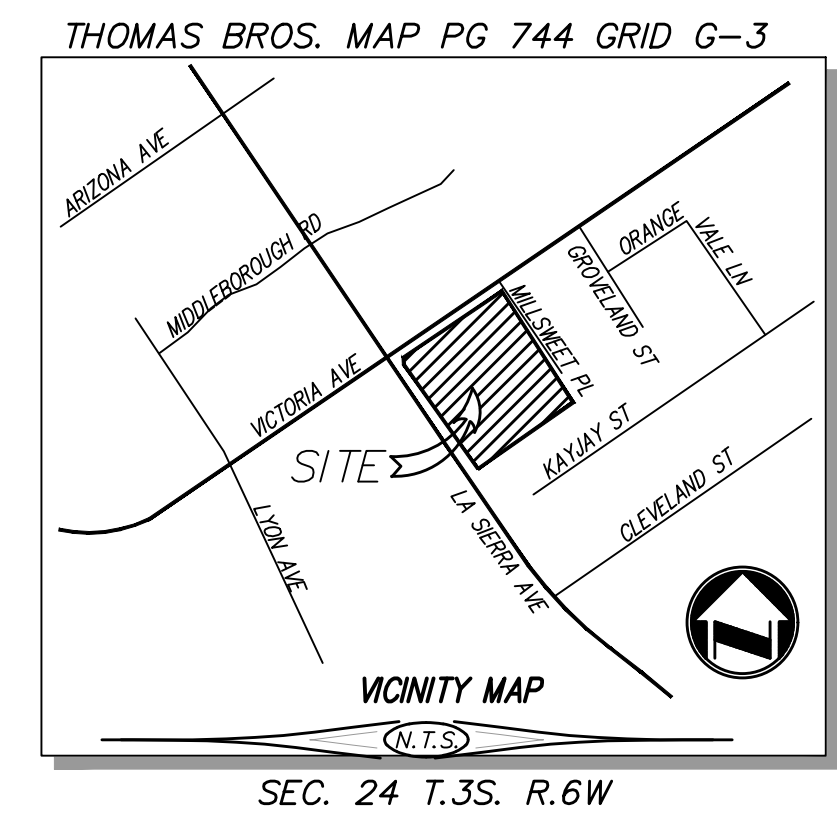 THOMAS BROS. MAP PG 744 GRID G-3
ARIZONA AVE
MIDDLEBOROUGH RD
ORANGE
VALE LN
GROVELAND ST
MILLSWEET PL
VICTORIA AVE
SITE
KAYJAY ST
CLEVELAND ST
LYON AVE
LA SIERRA AVE
N
VICINITY MAP
N.T.S.
SEC. 24 T.3S. R.6W